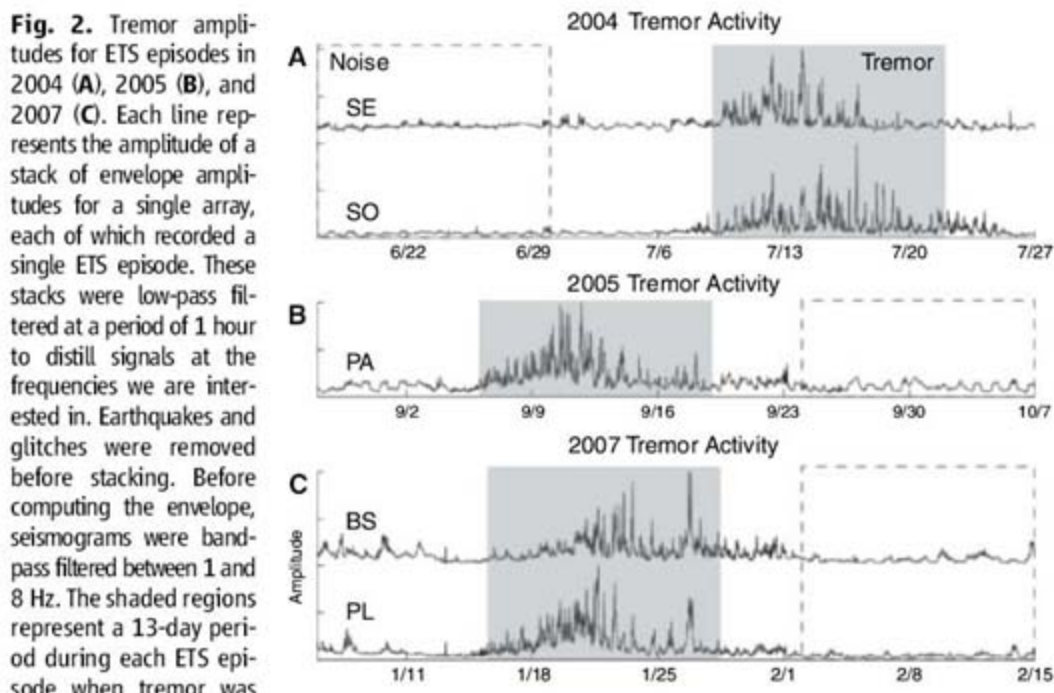 Fig. 2. Tremor ampli-
tudes for ETS episodes in
2004 (A), 2005 (B), and
2007 (C). Each line rep-
resents the amplitude of a
stack of envelope ampli-
tudes for a single array,
each of which recorded a
single ETS episode. These
stacks were low-pass fil-
tered at a period of 1 hour
to distill signals at the
frequencies we are inter-
ested in. Earthquakes and
glitches were removed
before stacking. Before
computing the envelope,
seismograms were band-
pass filtered between 1 and
8 Hz. The shaded regions
represent a 13-day peri-
od during each ETS epi-
sode when tremor was
2004 Tremor Activity
A
Noise
Tremor
SE
SO
6/22 6/29 7/6 7/13 7/20 7/27
2005 Tremor Activity
B
PA
9/2 9/9 9/16 9/23 9/30 10/7
2007 Tremor Activity
C
BS
Amplitude
PL
1/11 1/18 1/25 2/1 2/8 2/15